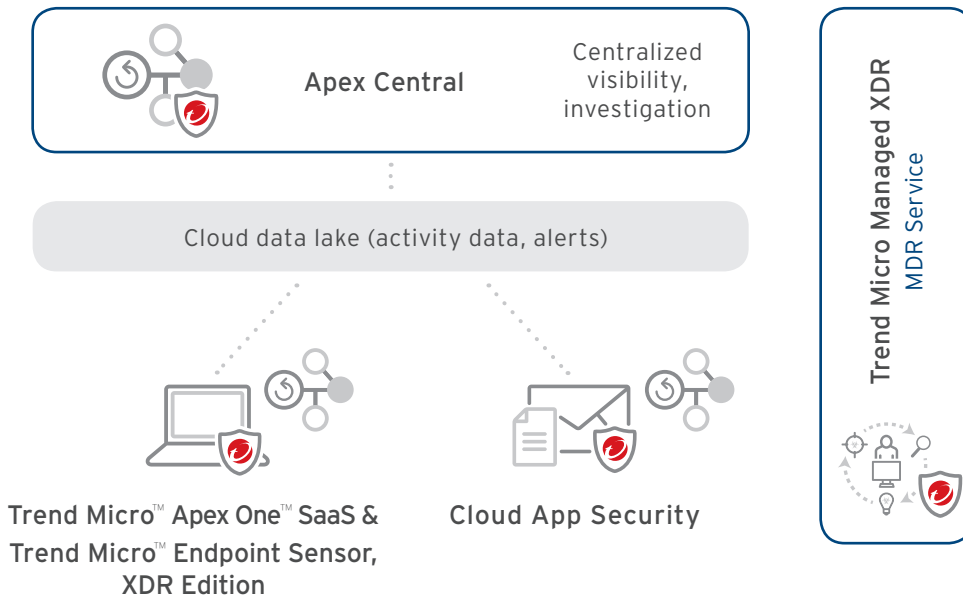 Apex Central
Centralized
visibility,
investigation
Cloud data lake (activity data, alerts)
Trend Micro™ Apex One™ SaaS &
Trend Micro™ Endpoint Sensor,
XDR Edition
Cloud App Security
Trend Micro Managed XDR
MDR Service